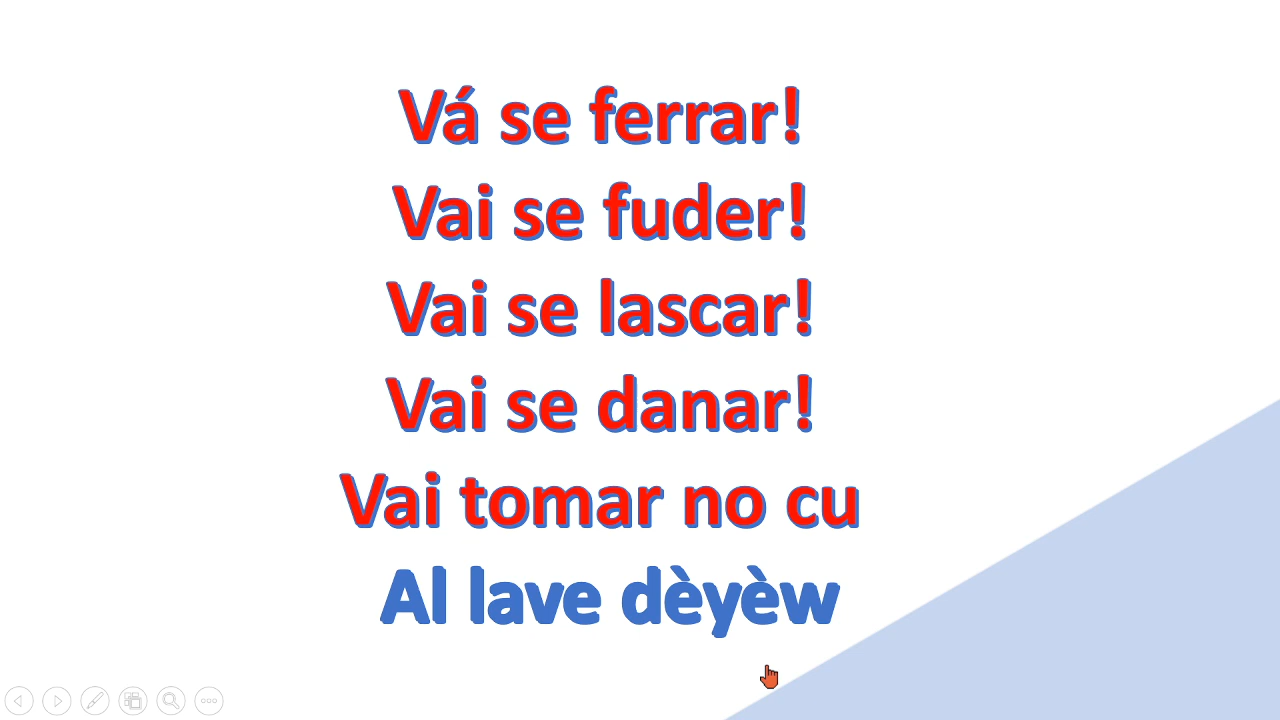 Vá se ferrar!
Vai se fuder!
Vai se lascar!
Vai se danar!
Vai tomar no cu
Al lave dèyèw